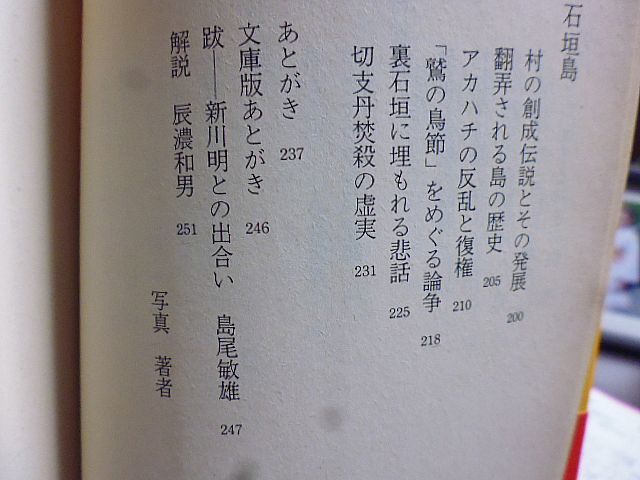 石垣島
村の創成伝説とその発展 200
翻弄される島の歴史 205
アカハチの反乱と復権 210
「鷲の鳥節」をめぐる論争 218
裏石垣に埋もれる悲話 225
切支丹焚殺の虚実 231
あとがき 237
文庫版あとがき 246
跋――新川明との出合い 島尾敏雄 247
解説 辰濃和男 251
写真 著者